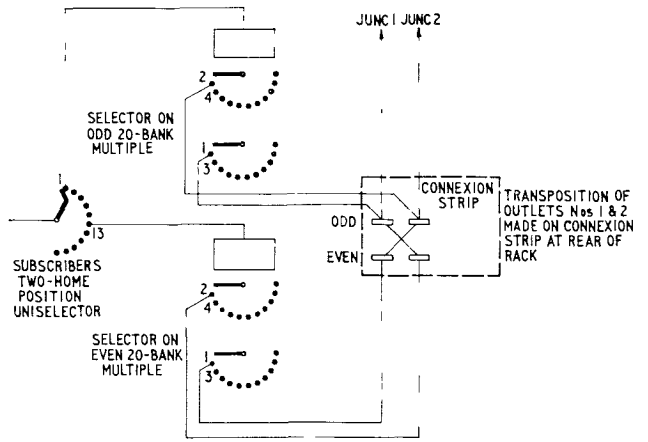 JUNC 1 JUNC 2
2
4
SELECTOR ON
ODD 20-BANK
MULTIPLE
1
3
CONNEXION
STRIP
ODD
EVEN
TRANSPOSITION OF
OUTLETS Nos 1 & 2
MADE ON CONNEXION
STRIP AT REAR OF
RACK
13
SUBSCRIBERS
TWO-HOME
POSITION
UNISELECTOR
2
4
SELECTOR ON
EVEN 20-BANK
MULTIPLE
1
3